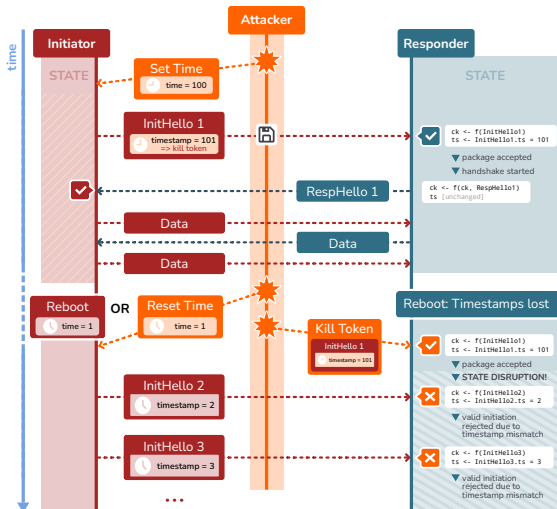 Attacker
Initiator
Responder
time
STATE
STATE
Set Time
time = 100
InitHello 1
timestamp = 101
=> kill token
ck <- f(InitHello1)
ts <- InitHello1.ts = 101
package accepted
handshake started
RespHello 1
ck <- f(ck, RespHello1)
ts [unchanged]
Data
Data
Data
Reboot
time = 1
OR
Reset Time
time = 1
Reboot: Timestamps lost
Kill Token
InitHello 1
timestamp = 101
ck <- f(InitHello1)
ts <- InitHello1.ts = 101
package accepted
STATE DISRUPTION!
InitHello 2
timestamp = 2
ck <- f(InitHello2)
ts <- InitHello2.ts = 2
valid initiation
rejected due to
timestamp mismatch
InitHello 3
timestamp = 3
ck <- f(InitHello3)
ts <- InitHello3.ts = 3
valid initiation
rejected due to
timestamp mismatch
...